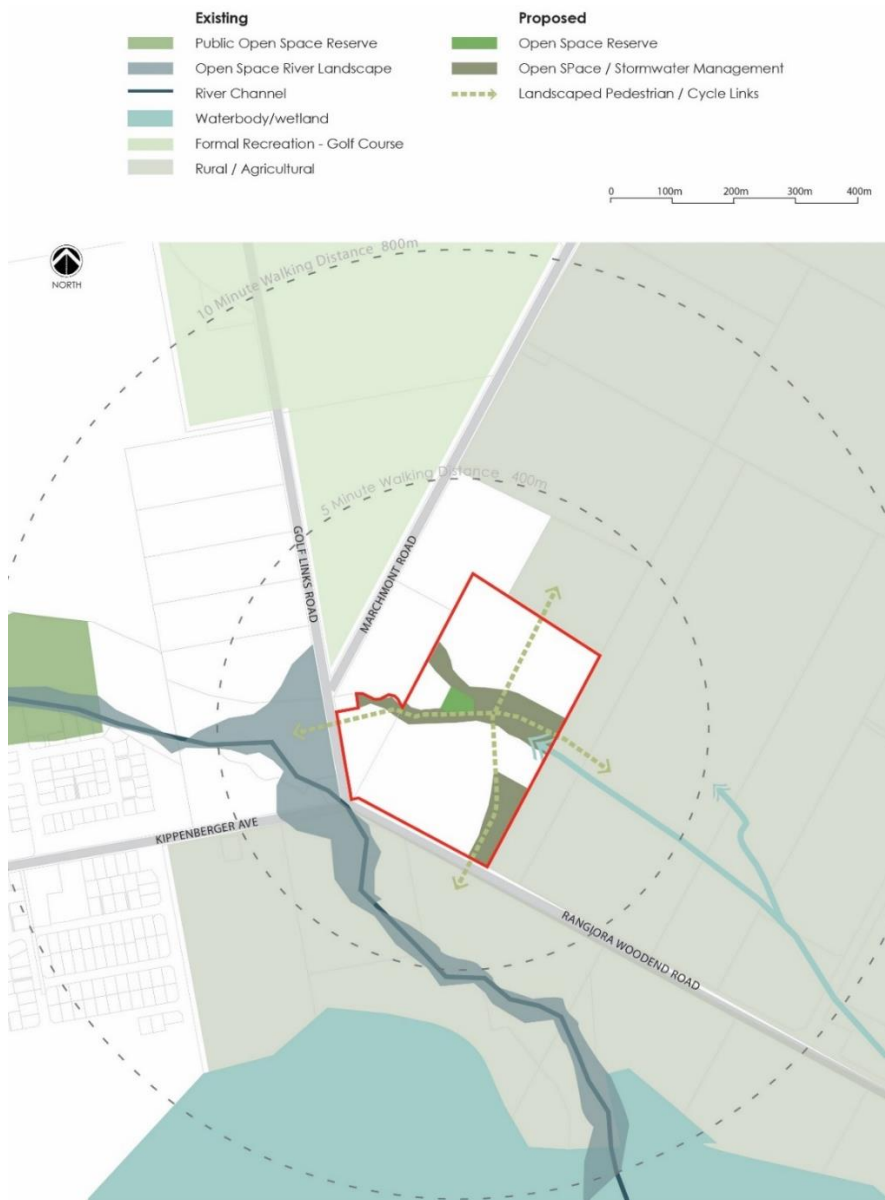 Existing
Public Open Space Reserve
Open Space River Landscape
River Channel
Waterbody/wetland
Formal Recreation - Golf Course
Rural / Agricultural
Proposed
Open Space Reserve
Open SPace / Stormwater Management
Landscaped Pedestrian / Cycle Links
0 100m 200m 300m 400m
NORTH
10 Minute Walking Distance 800m
5 Minute Walking Distance 400m
GOLF LINKS ROAD
MARCHMONT ROAD
KIPPENBERGER AVE
RANGIORA WOODEND ROAD